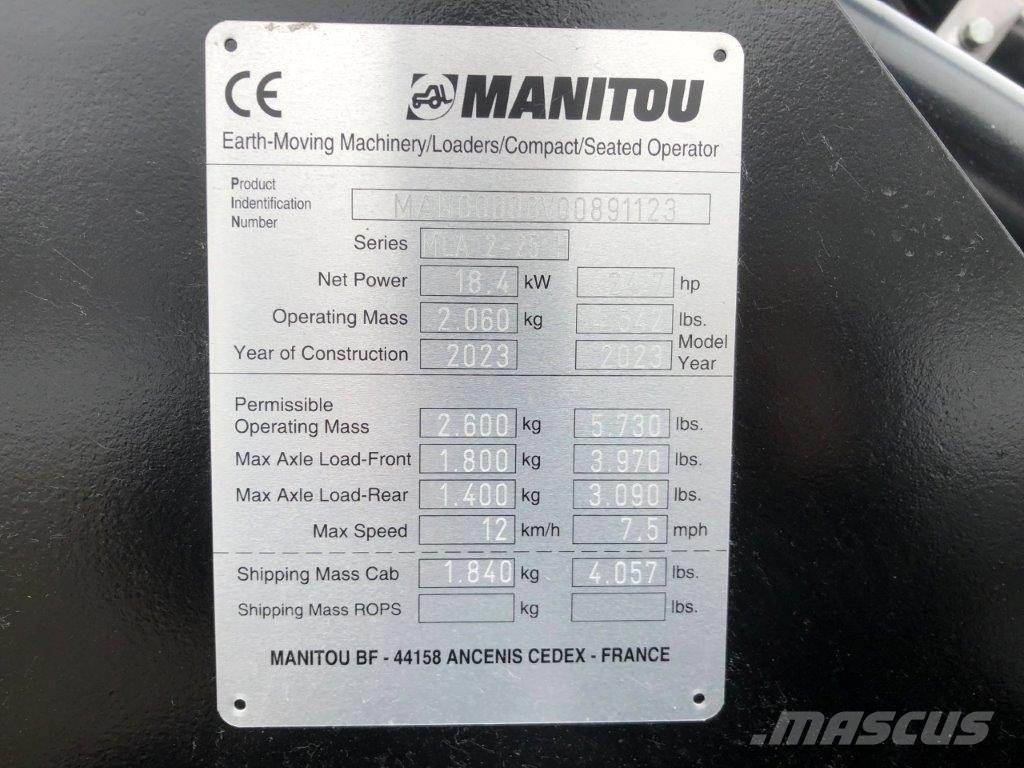 CE MANITOU
Earth-Moving Machinery/Loaders/Compact/Seated Operator
Product
Indentification
Number
Series MLA 2-25 H
Net Power 18.4 kW hp
Operating Mass 2.060 kg lbs.
Year of Construction 2023 2023 Model Year
Permissible
Operating Mass 2.600 kg 5.730 lbs.
Max Axle Load-Front 1.800 kg 3.970 lbs.
Max Axle Load-Rear 1.400 kg 3.090 lbs.
Max Speed 12 km/h 7.5 mph
Shipping Mass Cab 1.840 kg 4.057 lbs.
Shipping Mass ROPS kg lbs.
MANITOU BF - 44158 ANCENIS CEDEX - FRANCE
MASCUS